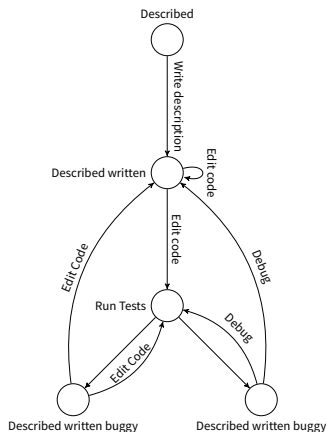 Described
Write description
Described written
Edit code
Edit code
Edit Code
Debug
Run Tests
Debug
Edit Code
Described written buggy
Described written buggy